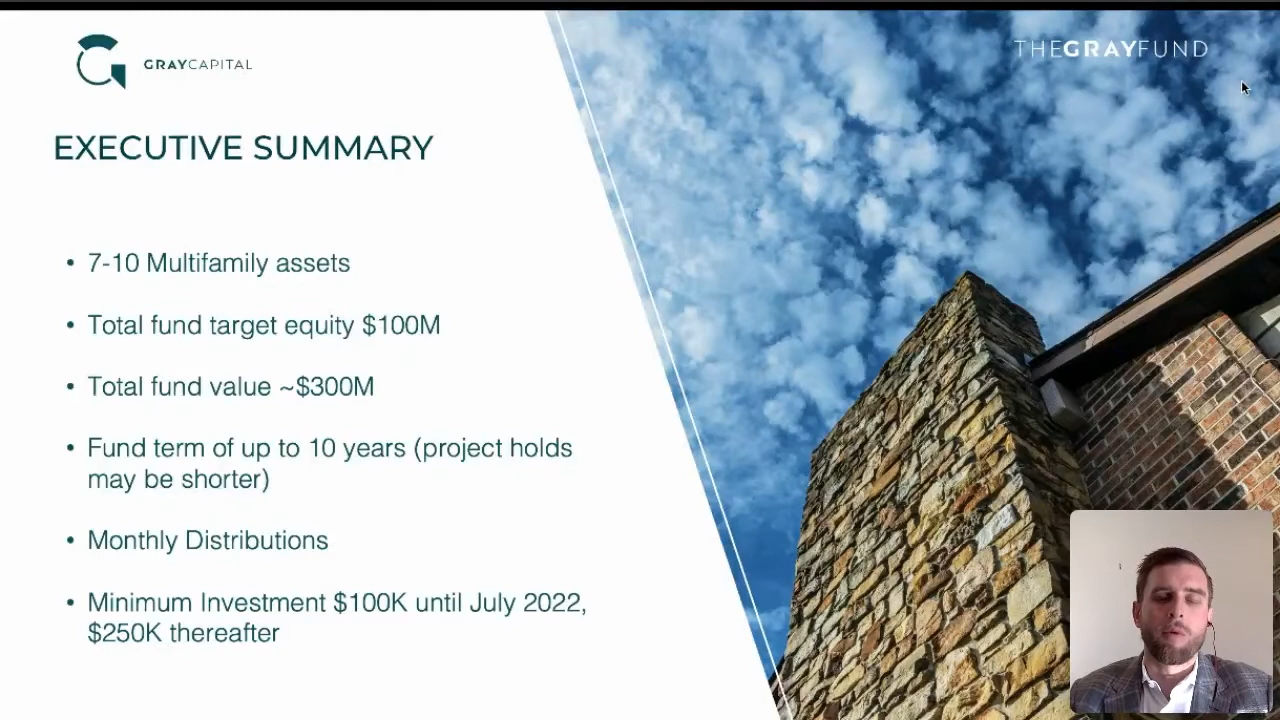 GRAYCAPITAL
THEGRAYFUND
EXECUTIVE SUMMARY
• 7-10 Multifamily assets
• Total fund target equity $100M
• Total fund value ~$300M
• Fund term of up to 10 years (project holds
may be shorter)
• Monthly Distributions
• Minimum Investment $100K until July 2022,
$250K thereafter